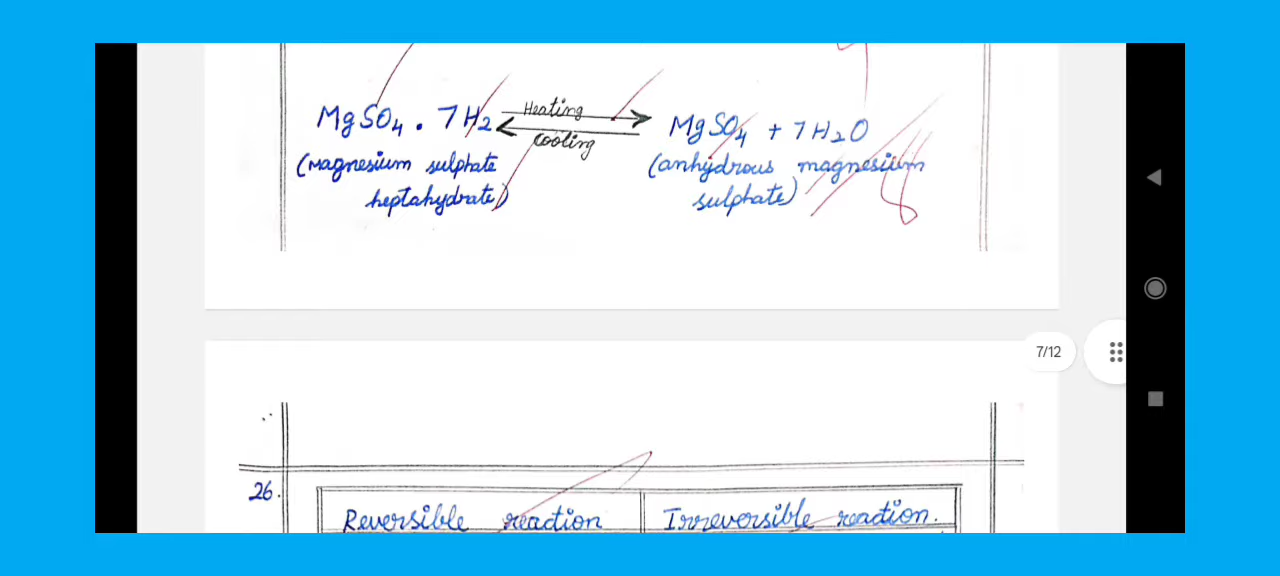 Heating
MgSO4 . 7H2 ⇌ MgSO4 + 7H2O
Cooling
(Magnesium sulphate (anhydrous magnesium
heptahydrate) sulphate)
7/12
26.
Reversible reaction Irreversible reaction.